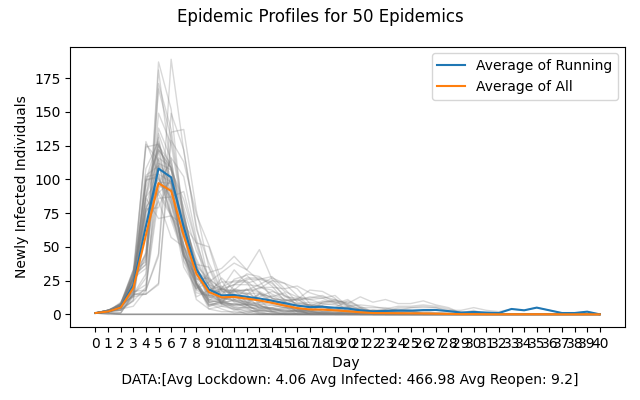 Epidemic Profiles for 50 Epidemics
Average of Running
Average of All
Newly Infected Individuals
175
150
125
100
75
50
25
0
0 1 2 3 4 5 6 7 8 9 10 11 12 13 14 15 16 17 18 19 20 21 22 23 24 25 26 27 28 29 30 31 32 33 34 35 36 37 38 39 40
Day
DATA:[Avg Lockdown: 4.06 Avg Infected: 466.98 Avg Reopen: 9.2]